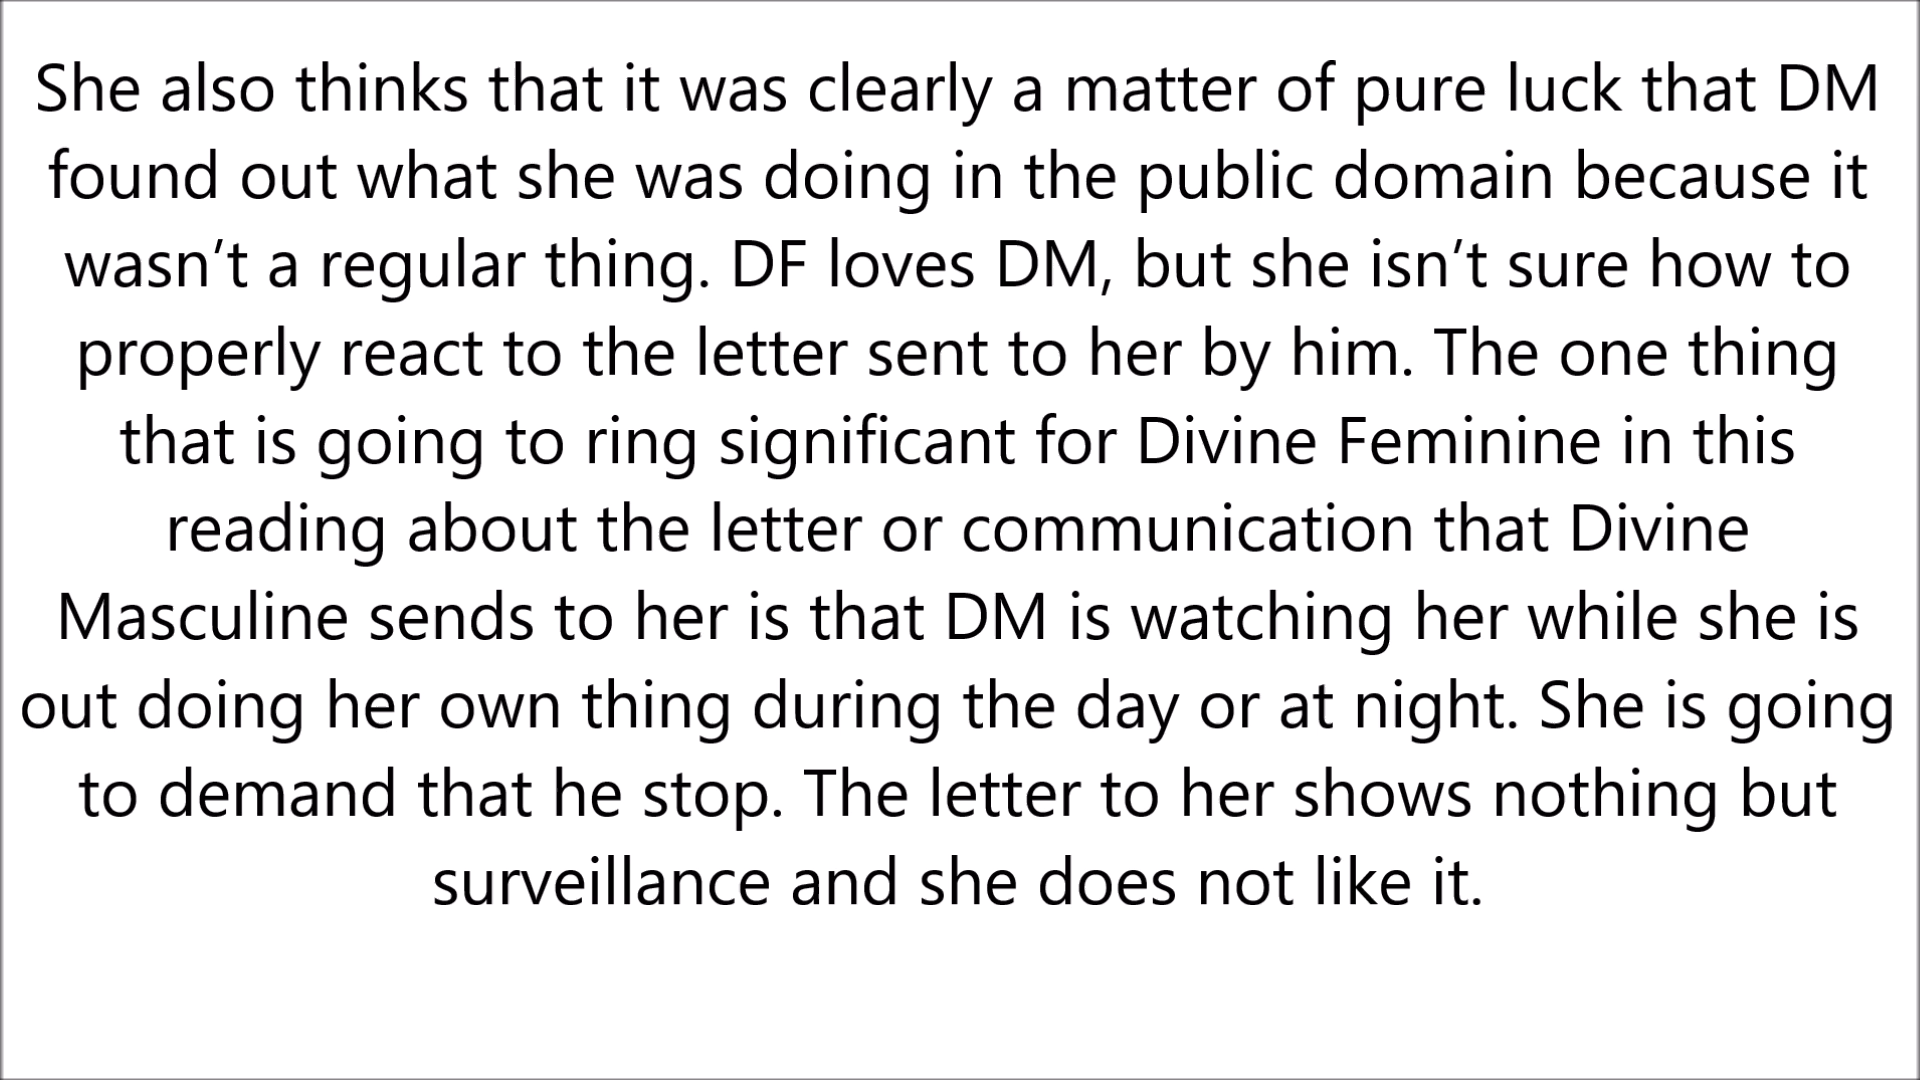 She also thinks that it was clearly a matter of pure luck that DM
found out what she was doing in the public domain because it
wasn’t a regular thing. DF loves DM, but she isn’t sure how to
properly react to the letter sent to her by him. The one thing
that is going to ring significant for Divine Feminine in this
reading about the letter or communication that Divine
Masculine sends to her is that DM is watching her while she is
out doing her own thing during the day or at night. She is going
to demand that he stop. The letter to her shows nothing but
surveillance and she does not like it.